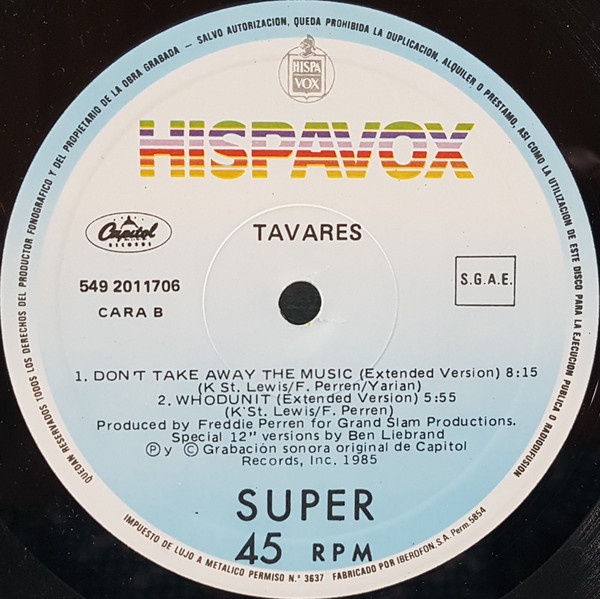 QUEDAN RESERVADOS TODOS LOS DERECHOS DEL PRODUCTOR FONOGRAFICO Y DEL PROPIETARIO DE LA OBRA GRABADA - SALVO AUTORIZACION, QUEDA PROHIBIDA LA DUPLICACION, ALQUILER O PRESTAMO, ASI COMO LA UTILIZACION DE ESTE DISCO PARA LA EJECUCION PUBLICA O RADIODIFUSION
HISPA
VOX
HISPAVOX
Capitol
RECORDS
TAVARES
549 2011706
S.G.A.E.
CARA B
1. DON'T TAKE AWAY THE MUSIC (Extended Version) 8:15
(K St. Lewis/F. Perren/Yarian)
2. WHODUNIT (Extended Version) 5:55
(K St. Lewis/F. Perren)
Produced by Freddie Perren for Grand Slam Productions.
Special 12" versions by Ben Liebrand
Ⓟ y © Grabación sonora original de Capitol
Records, Inc. 1985
SUPER
45 RPM
IMPUESTO DE LUJO A METALICO PERMISO N.º 3637 FABRICADO POR IBEROFON, S.A. Perm. 5854